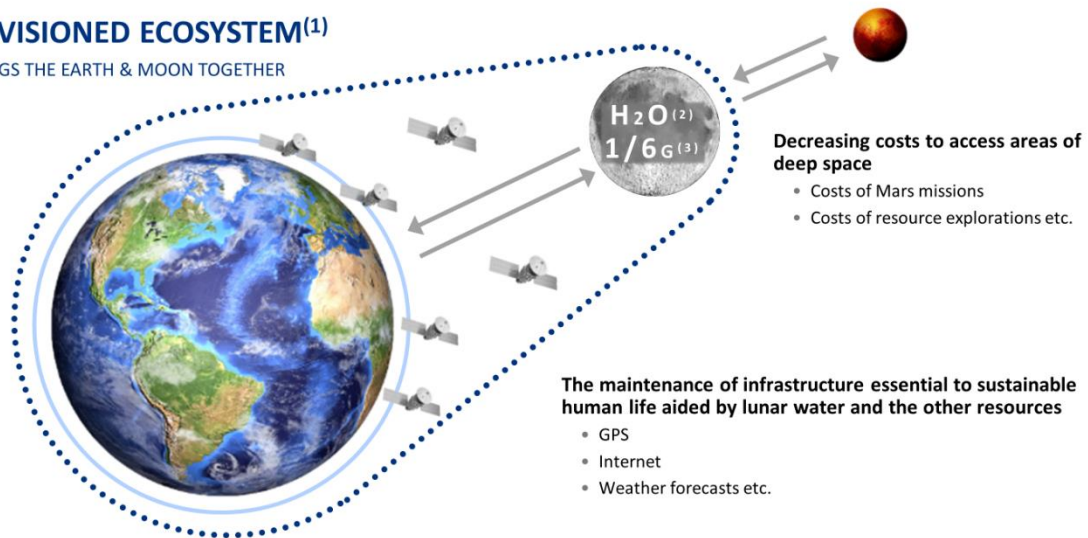 VISIONED ECOSYSTEM(1)
GS THE EARTH & MOON TOGETHER
H2O(2)
1/6G(3)
Decreasing costs to access areas of
deep space
• Costs of Mars missions
• Costs of resource explorations etc.
The maintenance of infrastructure essential to sustainable
human life aided by lunar water and the other resources
• GPS
• Internet
• Weather forecasts etc.